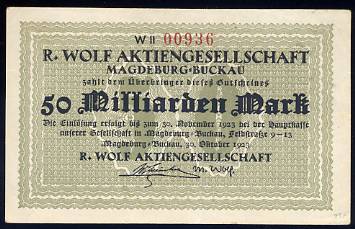 W II 00936
R. WOLF AKTIENGESELLSCHAFT
MAGDEBURG-BUCKAU
zahlt dem Überbringer dieses Gutscheines
50 Milliarden Mark
Die Einlösung erfolgt bis zum 30. November 1923 bei der Hauptkasse
unserer Gesellschaft in Magdeburg-Buckau, Feldstraße 9-13.
Magdeburg-Buckau, 30. Oktober 1923
R. WOLF AKTIENGESELLSCHAFT
M. Wolf